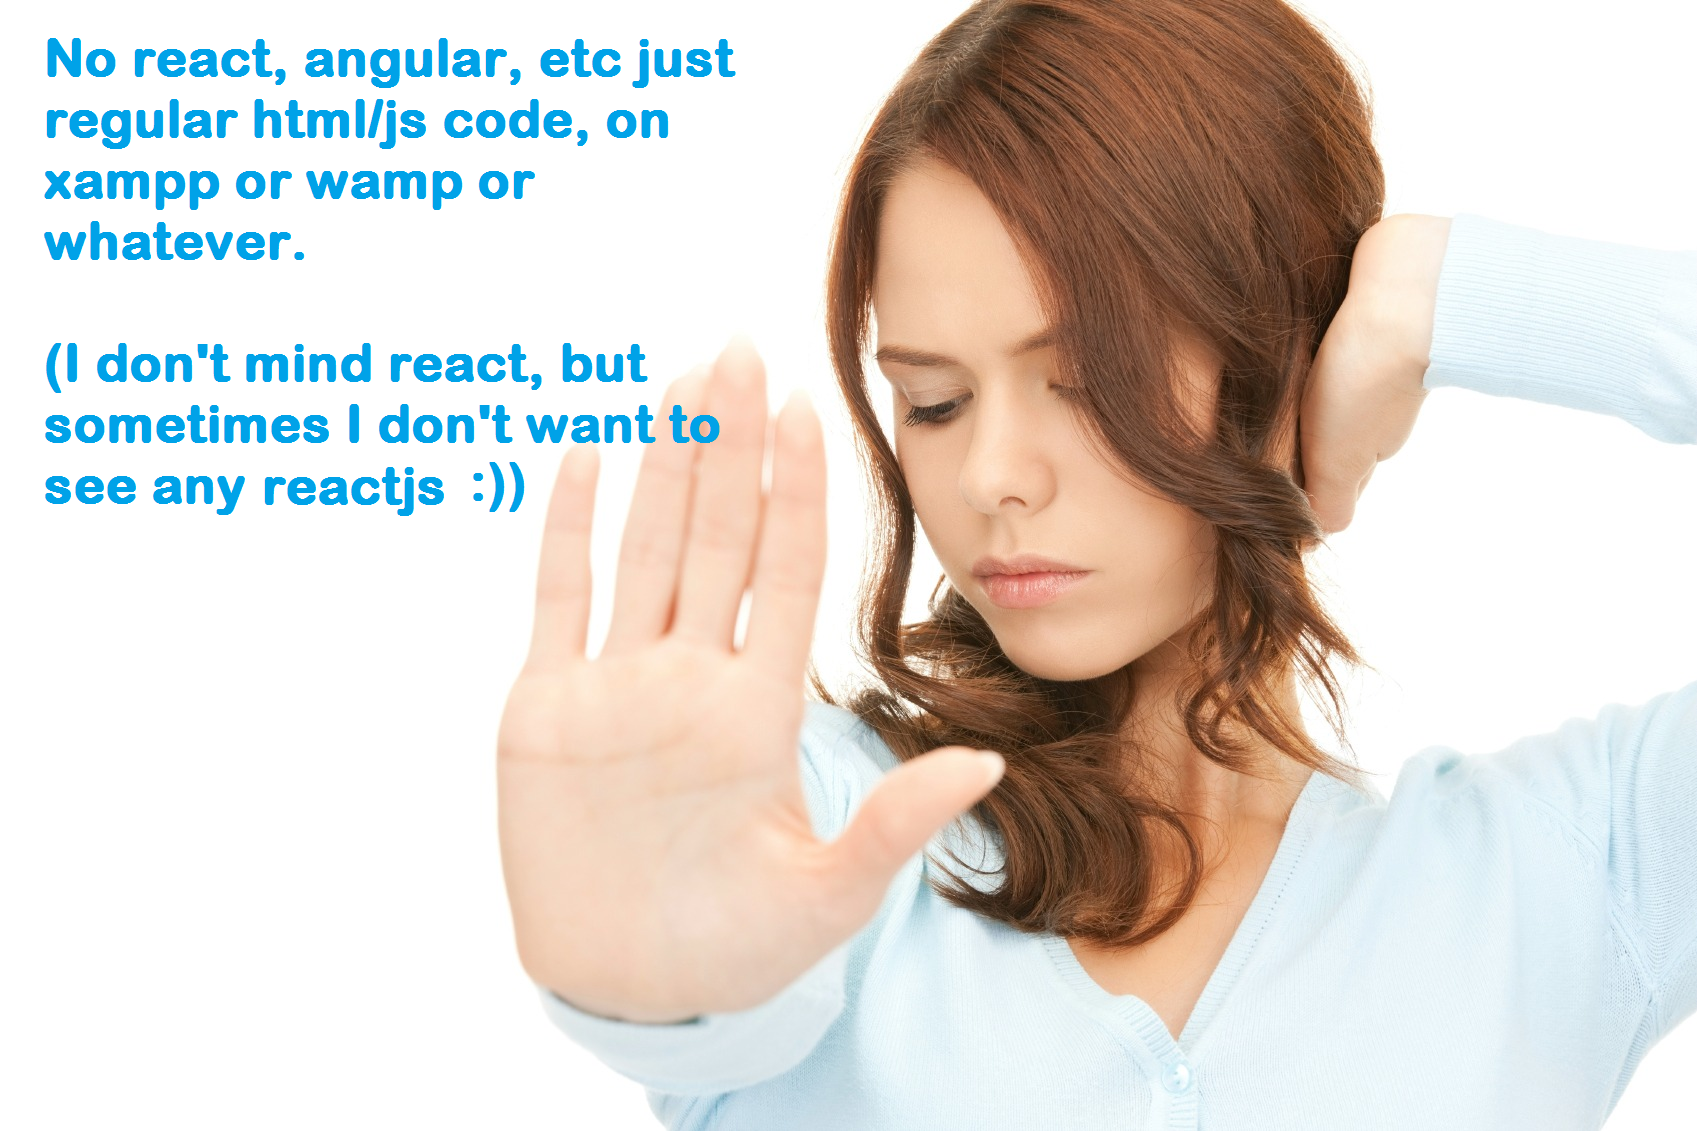 No react, angular, etc just
regular html/js code, on
xampp or wamp or
whatever.
(I don't mind react, but
sometimes I don't want to
see any reactjs :))